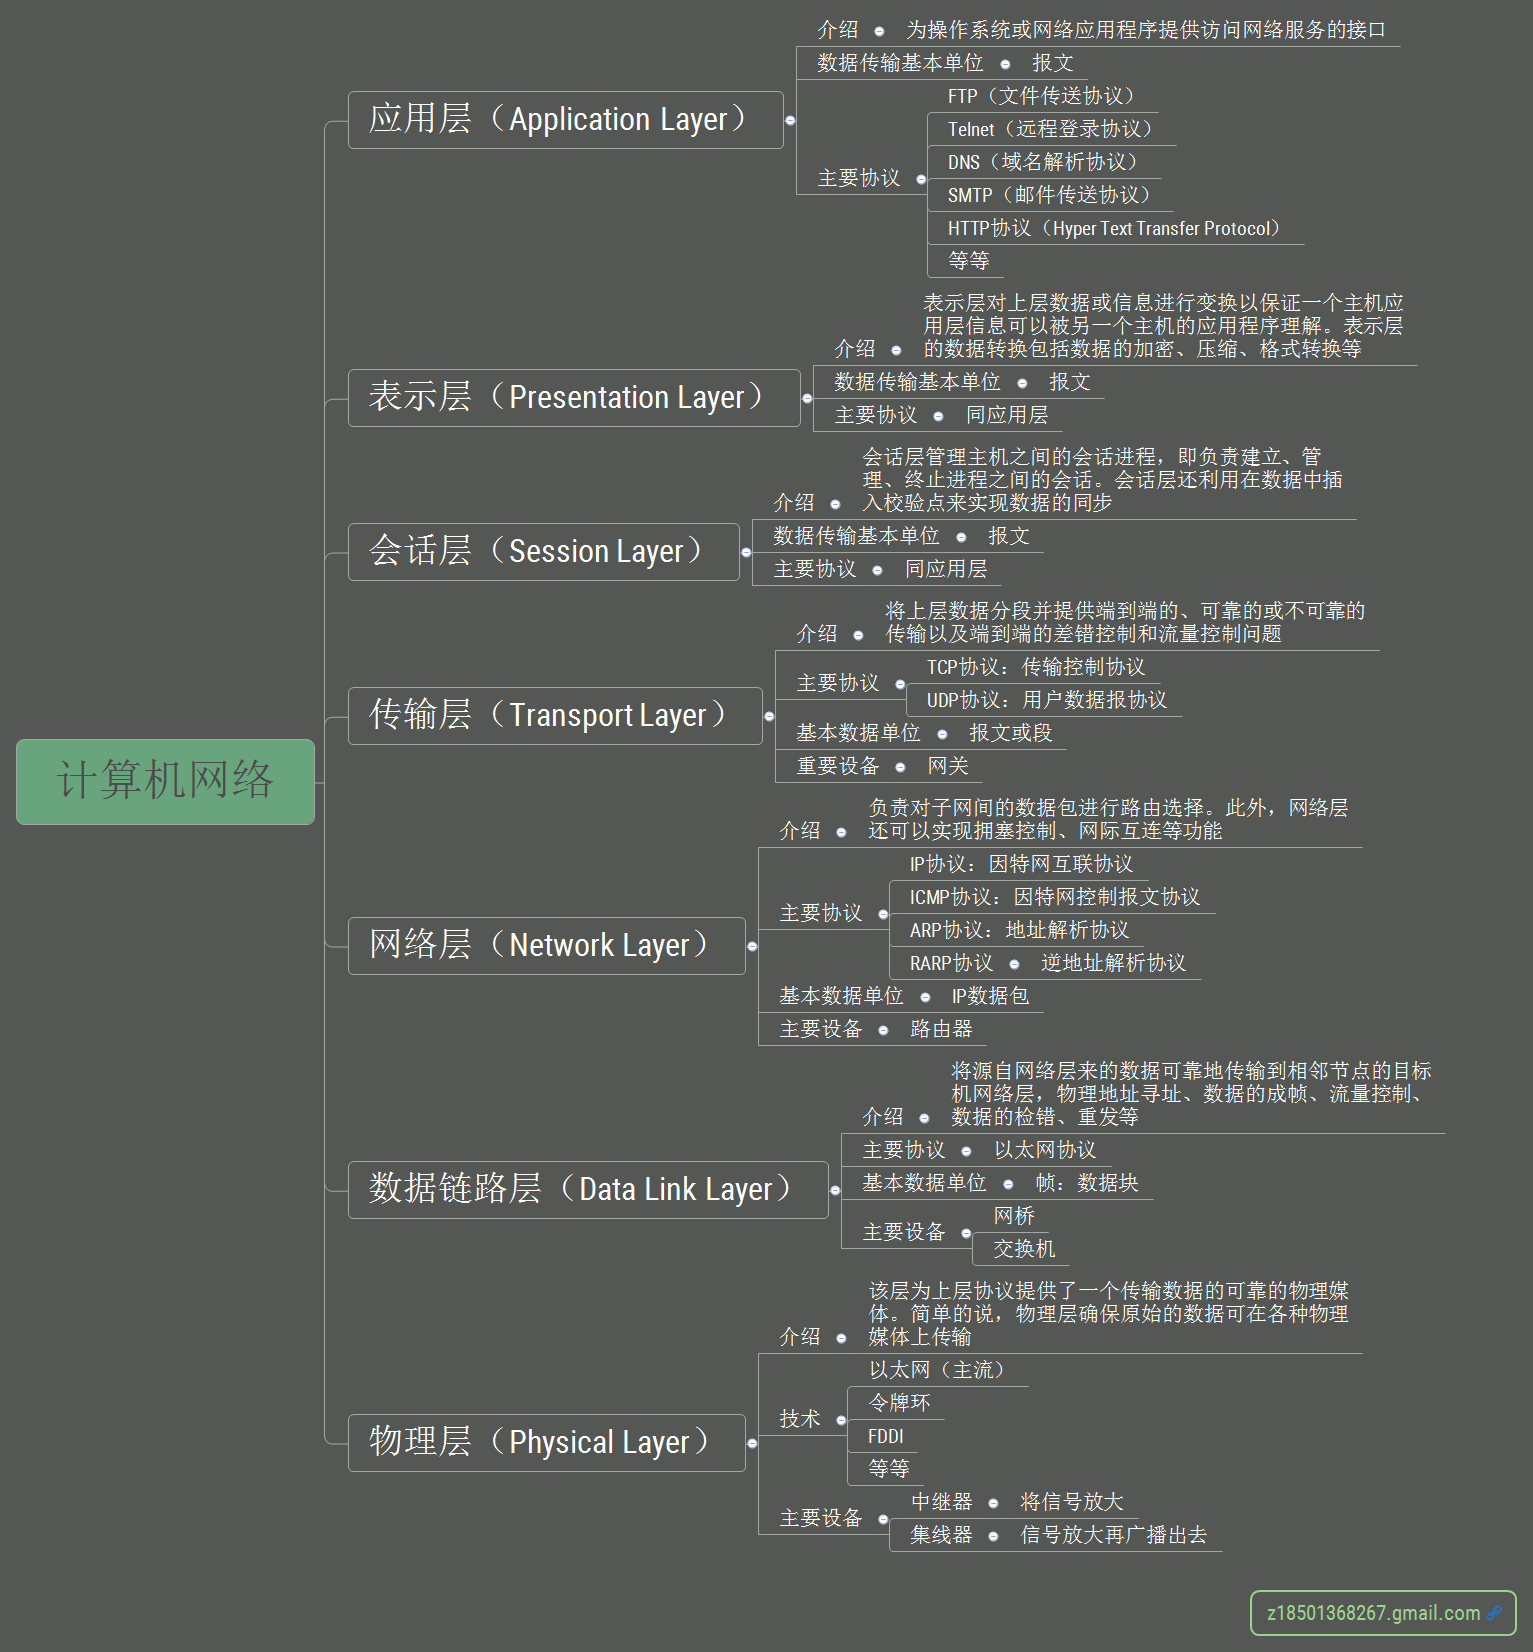 计算机网络
应用层（Application Layer）
介绍
为操作系统或网络应用程序提供访问网络服务的接口
数据传输基本单位
报文
主要协议
FTP（文件传送协议）
Telnet（远程登录协议）
DNS（域名解析协议）
SMTP（邮件传送协议）
HTTP协议（Hyper Text Transfer Protocol）
等等
表示层（Presentation Layer）
介绍
表示层对上层数据或信息进行变换以保证一个主机应
用层信息可以被另一个主机的应用程序理解。表示层
的数据转换包括数据的加密、压缩、格式转换等
数据传输基本单位
报文
主要协议
同应用层
会话层（Session Layer）
介绍
会话层管理主机之间的会话进程，即负责建立、管
理、终止进程之间的会话。会话层还利用在数据中插
入校验点来实现数据的同步
数据传输基本单位
报文
主要协议
同应用层
传输层（Transport Layer）
介绍
将上层数据分段并提供端到端的、可靠的或不可靠的
传输以及端到端的差错控制和流量控制问题
主要协议
TCP协议：传输控制协议
UDP协议：用户数据报协议
基本数据单位
报文或段
重要设备
网关
网络层（Network Layer）
介绍
负责对子网间的数据包进行路由选择。此外，网络层
还可以实现拥塞控制、网际互连等功能
主要协议
IP协议：因特网互联协议
ICMP协议：因特网控制报文协议
ARP协议：地址解析协议
RARP协议
逆地址解析协议
基本数据单位
IP数据包
主要设备
路由器
数据链路层（Data Link Layer）
介绍
将源自网络层来的数据可靠地传输到相邻节点的目标
机网络层，物理地址寻址、数据的成帧、流量控制、
数据的检错、重发等
主要协议
以太网协议
基本数据单位
帧：数据块
主要设备
网桥
交换机
物理层（Physical Layer）
介绍
该层为上层协议提供了一个传输数据的可靠的物理媒
体。简单的说，物理层确保原始的数据可在各种物理
媒体上传输
技术
以太网（主流）
令牌环
FDDI
等等
主要设备
中继器
将信号放大
集线器
信号放大再广播出去
z18501368267.gmail.com